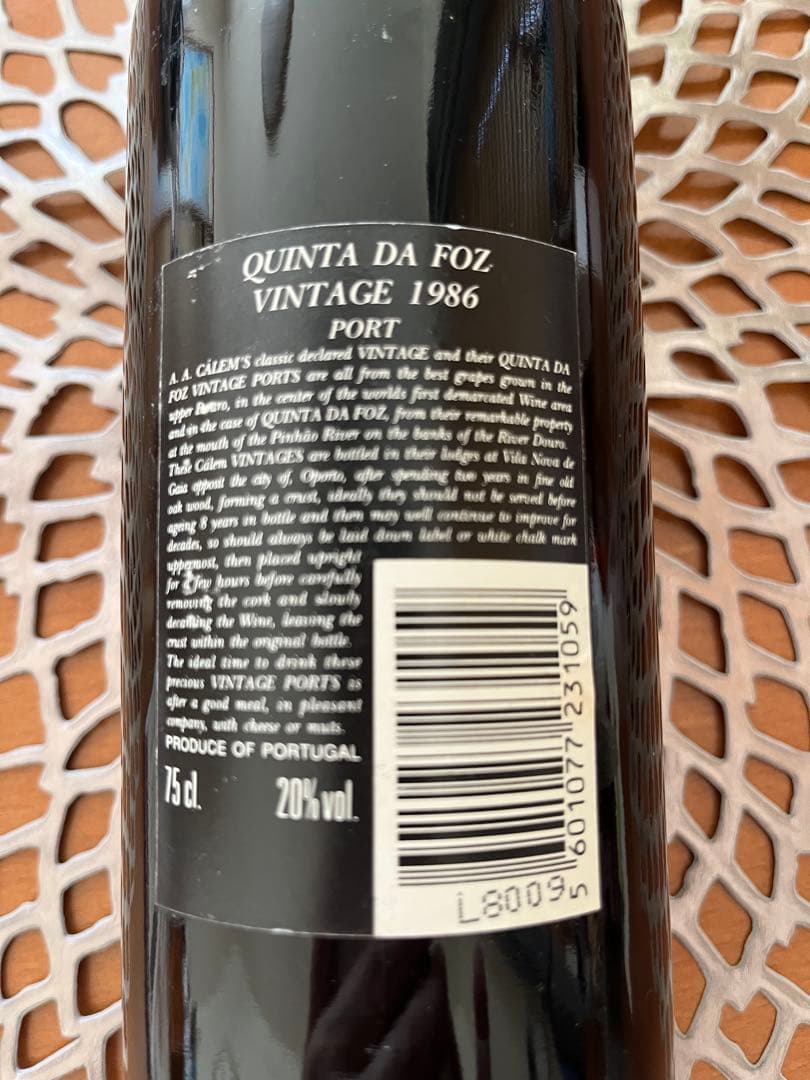 QUINTA DA FOZ
VINTAGE 1986
PORT
A. A. CÁLEM'S classic declared VINTAGE and their QUINTA DA
FOZ VINTAGE PORTS are all from the best grapes grown in the
upper Douro, in the center of the worlds first demarcated Wine area
and in the case of QUINTA DA FOZ, from their remarkable property
at the mouth of the Pinhão River on the banks of the River Douro.
These Cálem VINTAGES are bottled in their lodges at Vila Nova de
Gaia opposit the city of, Oporto, after spending two years in fine old
oak wood, forming a crust, ideally they should not be served before
ageing 8 years in bottle and then may well continue to improve for
decades, so should always be laid down label or white chalk mark
uppermost, then placed upright
for a few hours before carefully
removing the cork and slowly
decanting the Wine, leaving the
crust within the original bottle.
The ideal time to drink these
precious VINTAGE PORTS is
after a good meal, in pleasant
company, with cheese or nuts.
PRODUCE OF PORTUGAL
75 cl. 20% vol.
5 601077 231059
L8009